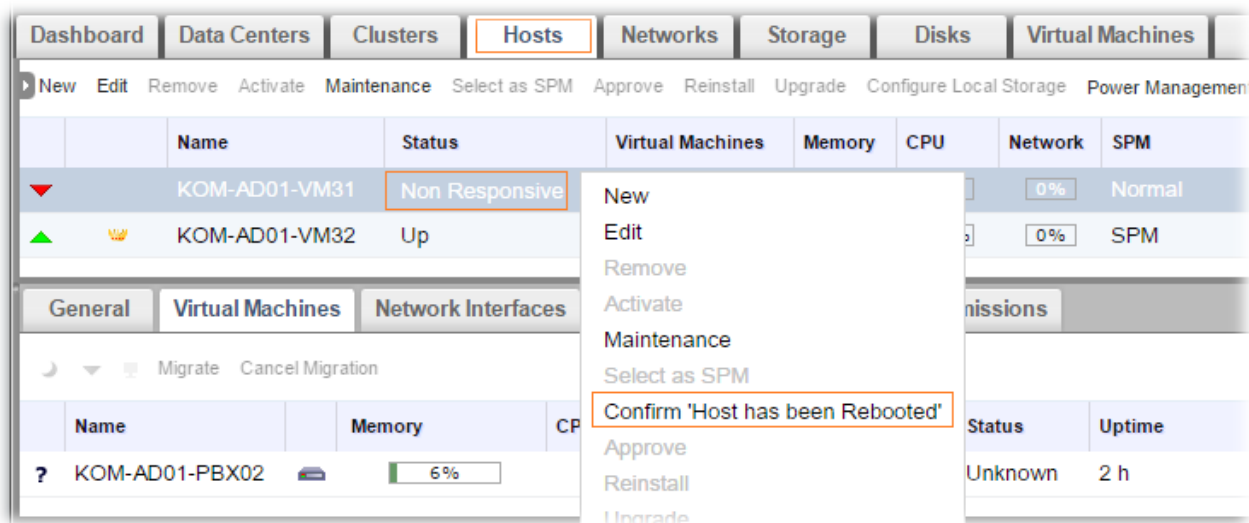 Dashboard Data Centers Clusters Hosts Networks Storage Disks Virtual Machines
New Edit Remove Activate Maintenance Select as SPM Approve Reinstall Upgrade Configure Local Storage Power Managemen
Name Status Virtual Machines Memory CPU Network SPM
KOM-AD01-VM31 Non Responsive 0% Normal
KOM-AD01-VM32 Up 0% SPM
New
Edit
Remove
Activate
Maintenance
Select as SPM
Confirm 'Host has been Rebooted'
Approve
Reinstall
Upgrade
General Virtual Machines Network Interfaces missions
Migrate Cancel Migration
Name Memory CP Status Uptime
? KOM-AD01-PBX02 6% Unknown 2 h